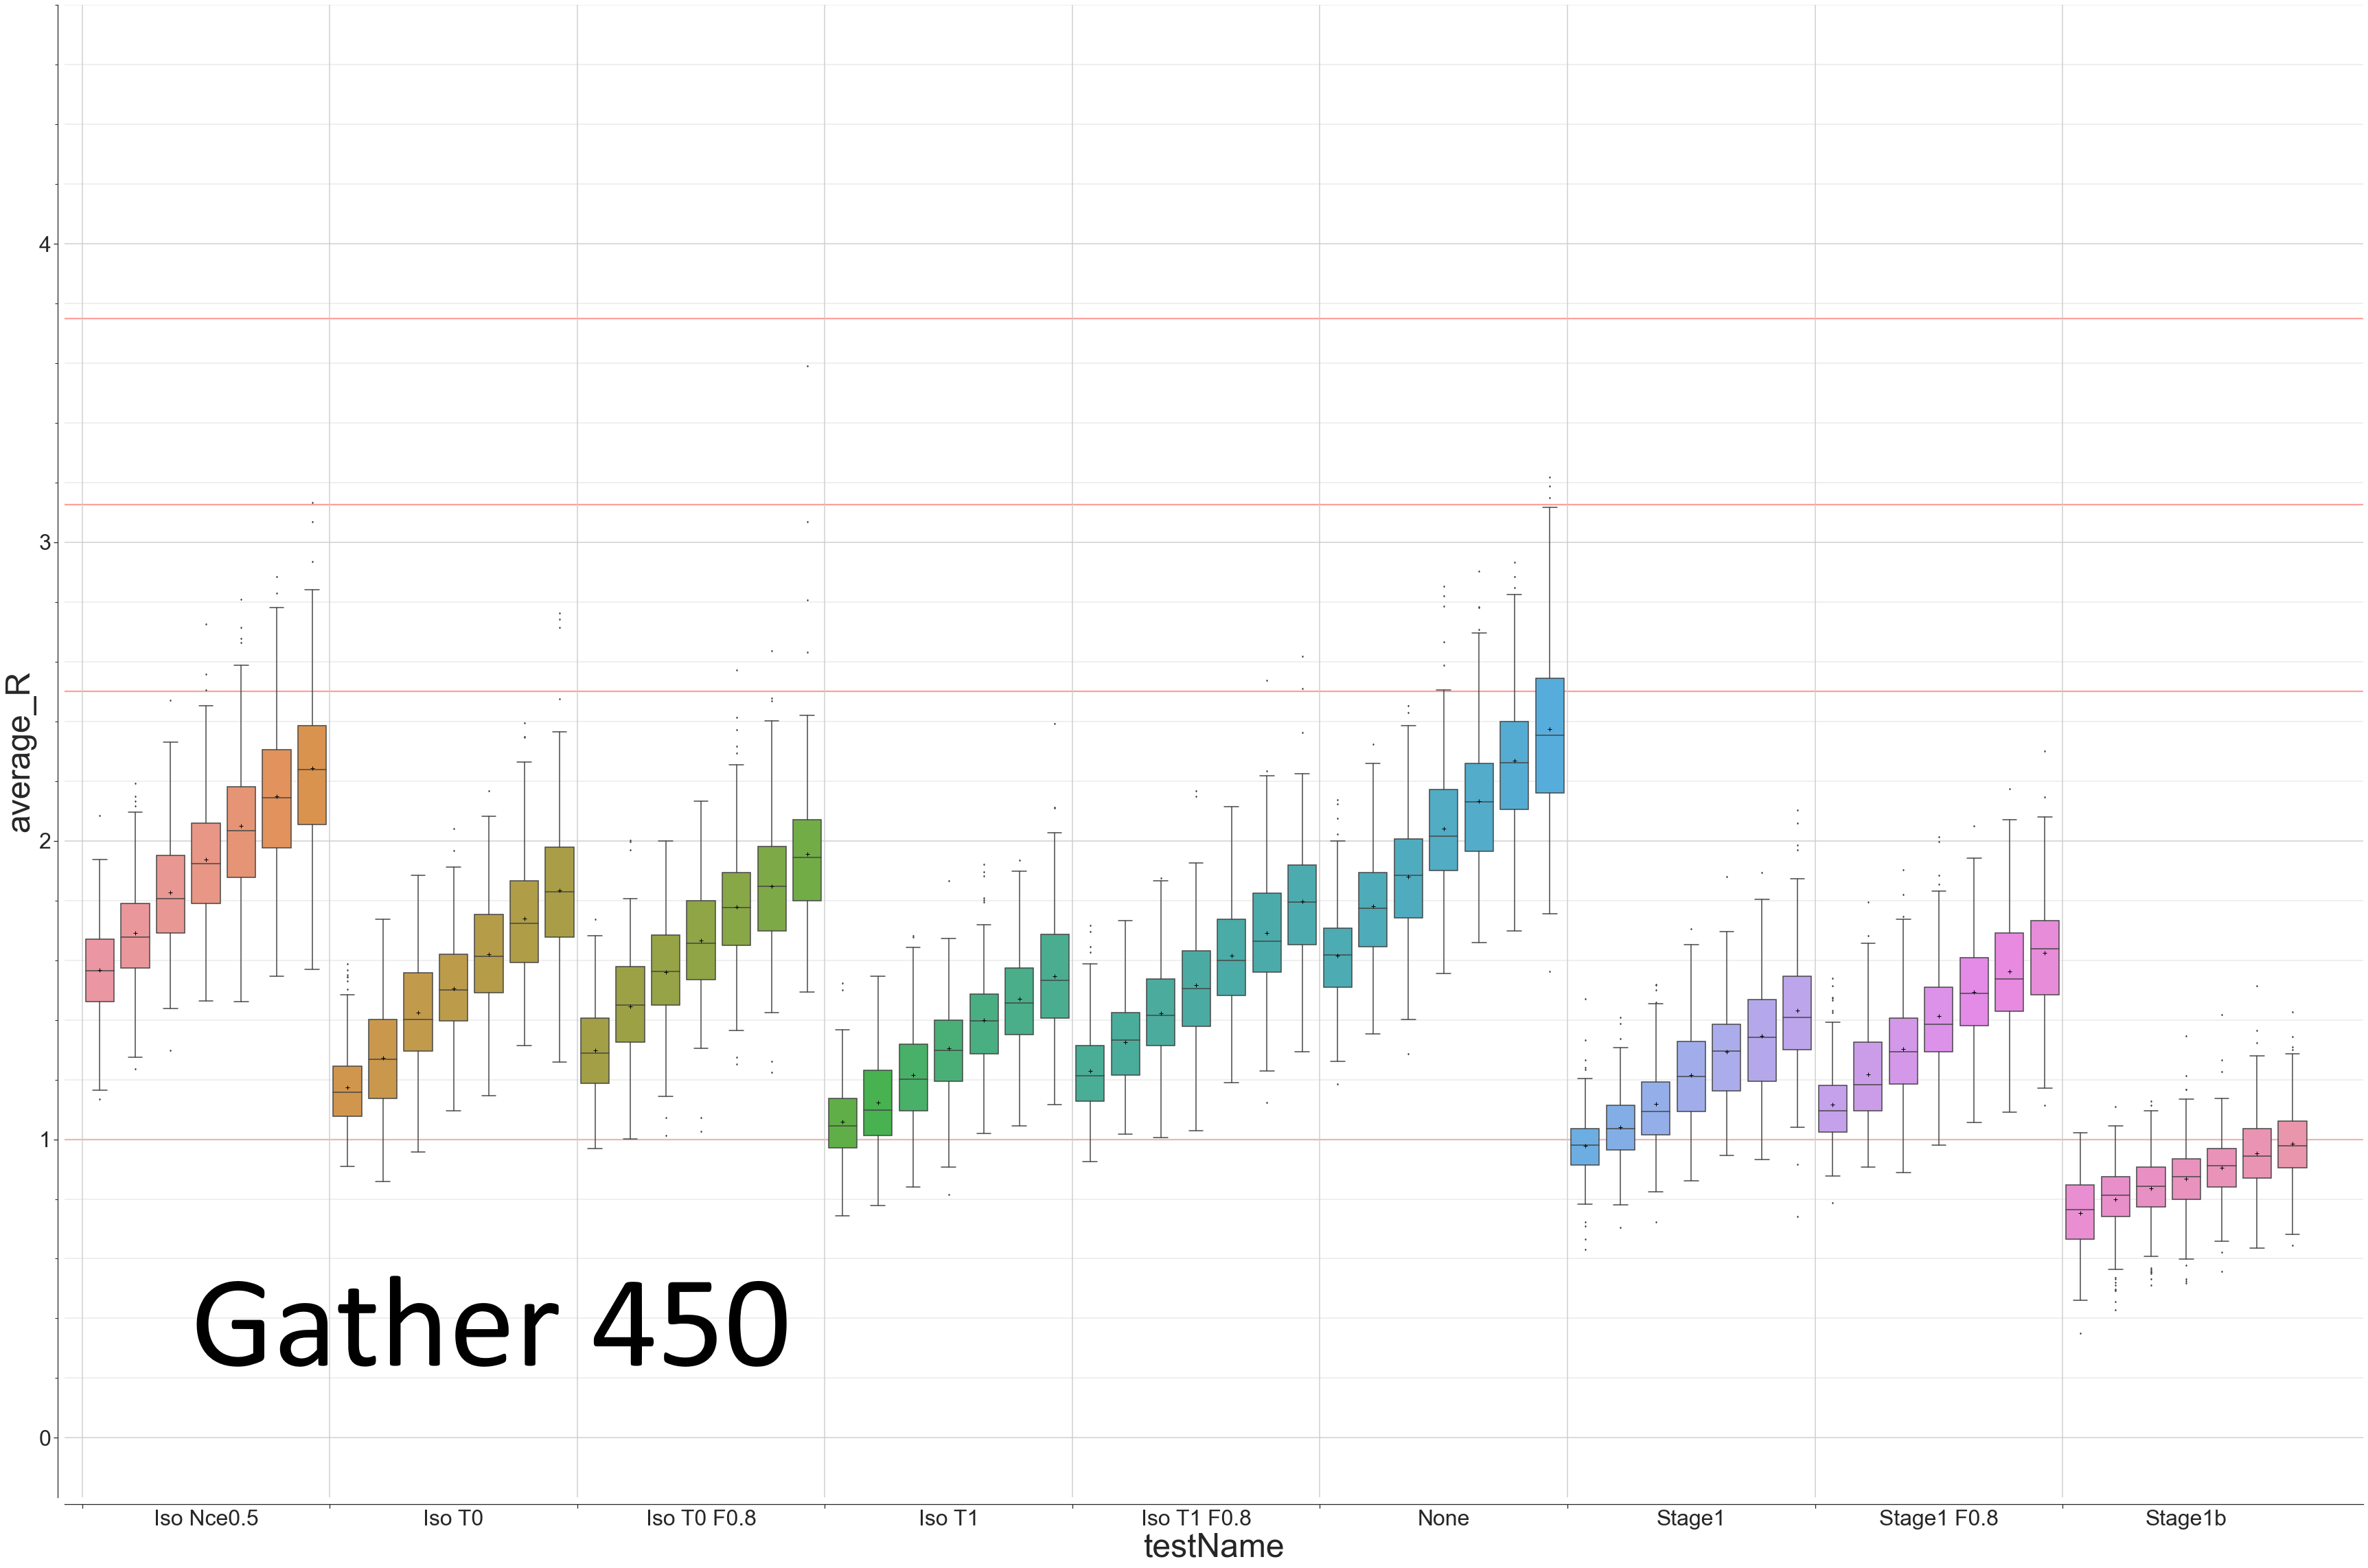 4
3
average_R
2
1
Gather 450
0
Iso Nce0.5 Iso T0 Iso T0 F0.8 Iso T1 Iso T1 F0.8 None Stage1 Stage1 F0.8 Stage1b
testName